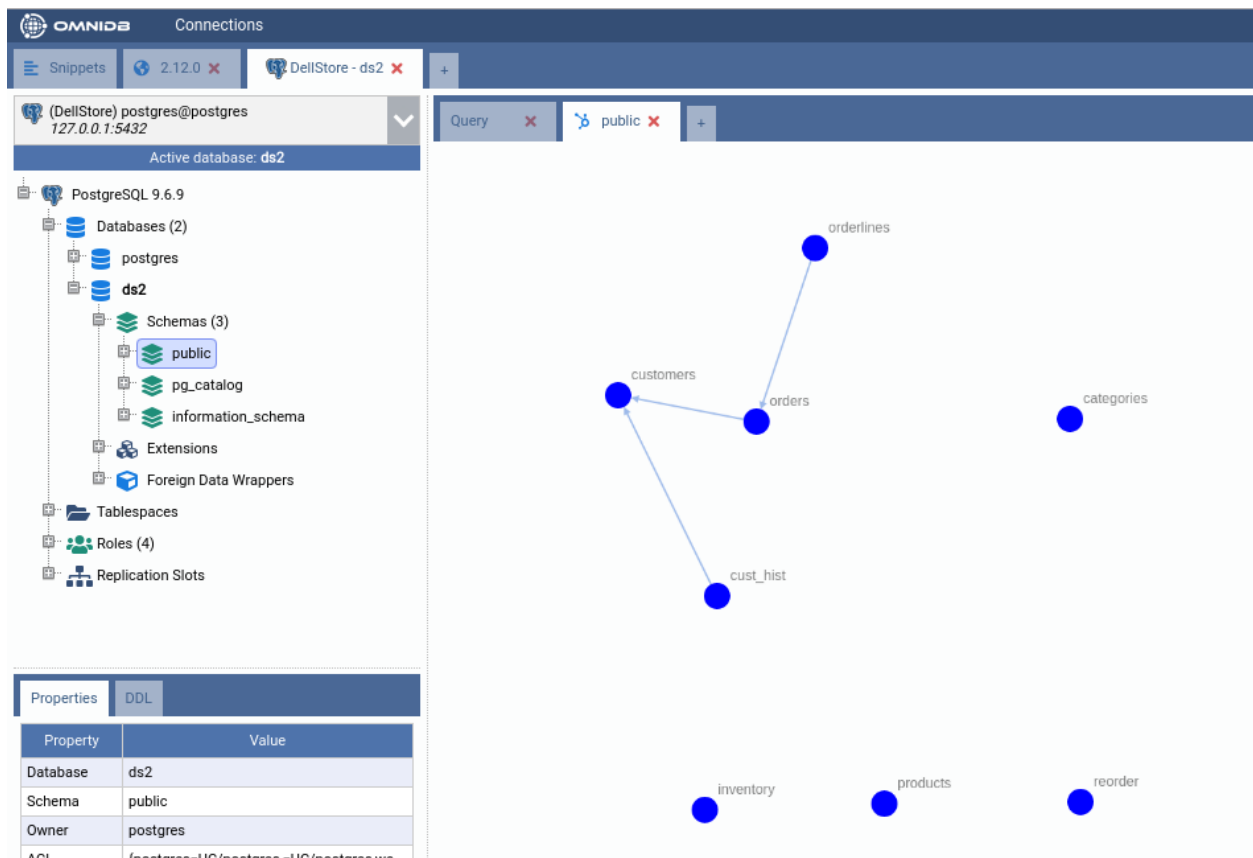 OMNIDB Connections
Snippets 2.12.0 DellStore - ds2 +
(DellStore) postgres@postgres
127.0.0.1:5432
Active database: ds2
PostgreSQL 9.6.9
Databases (2)
postgres
ds2
Schemas (3)
public
pg_catalog
information_schema
Extensions
Foreign Data Wrappers
Tablespaces
Roles (4)
Replication Slots
Properties DDL
Property Value
Database ds2
Schema public
Owner postgres
Query public +
orderlines
customers
orders
categories
cust_hist
inventory
products
reorder